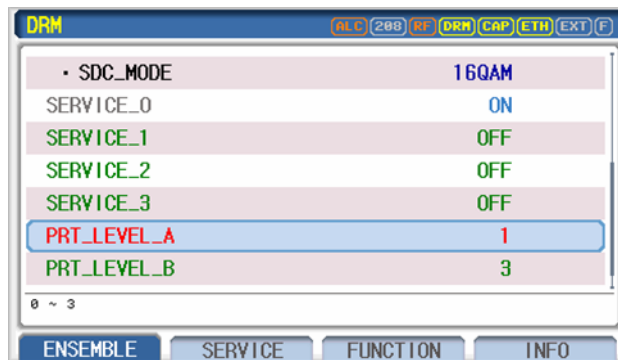 DRM ALC 208 RF DRM CAP ETH EXT F
· SDC_MODE 16QAM
SERVICE_0 ON
SERVICE_1 OFF
SERVICE_2 OFF
SERVICE_3 OFF
PRT_LEVEL_A 1
PRT_LEVEL_B 3
0 ~ 3
ENSEMBLE SERVICE FUNCTION INFO